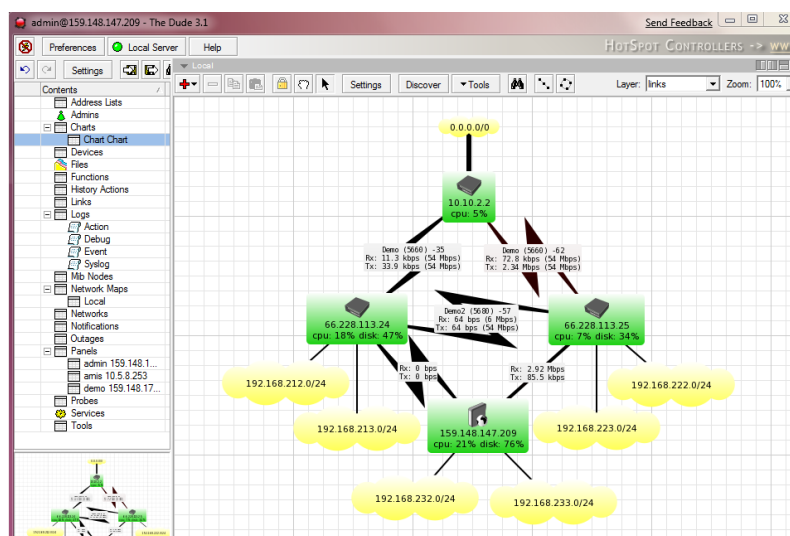 admin@159.148.147.209 - The Dude 3.1
Send Feedback
Preferences
Local Server
Help
HotSpot Controllers -> ww
Settings
Local
Contents
Settings
Discover
Tools
Layer:
links
Zoom:
100%
Address Lists
Admins
Charts
Chart Chart
Devices
Files
Functions
History Actions
Links
Logs
Action
Debug
Event
Syslog
Mib Nodes
Network Maps
Local
Networks
Notifications
Outages
Panels
admin 159.148.1...
amis 10.5.8.253
demo 159.148.17...
Probes
Services
Tools
0.0.0.0/0
10.10.2.2
cpu: 5%
Demo (5660) -35
Rx: 11.3 kbps (54 Mbps)
Tx: 33.9 kbps (54 Mbps)
Demo (5660) -62
Rx: 72.8 kbps (54 Mbps)
Tx: 2.34 Mbps (54 Mbps)
66.228.113.24
cpu: 18% disk: 47%
Demo2 (5680) -57
Rx: 64 bps (6 Mbps)
Tx: 64 bps (54 Mbps)
66.228.113.25
cpu: 7% disk: 34%
Rx: 0 bps
Tx: 0 bps
Rx: 2.92 Mbps
Tx: 85.5 kbps
192.168.212.0/24
192.168.222.0/24
192.168.213.0/24
159.148.147.209
cpu: 21% disk: 76%
192.168.223.0/24
192.168.232.0/24
192.168.233.0/24